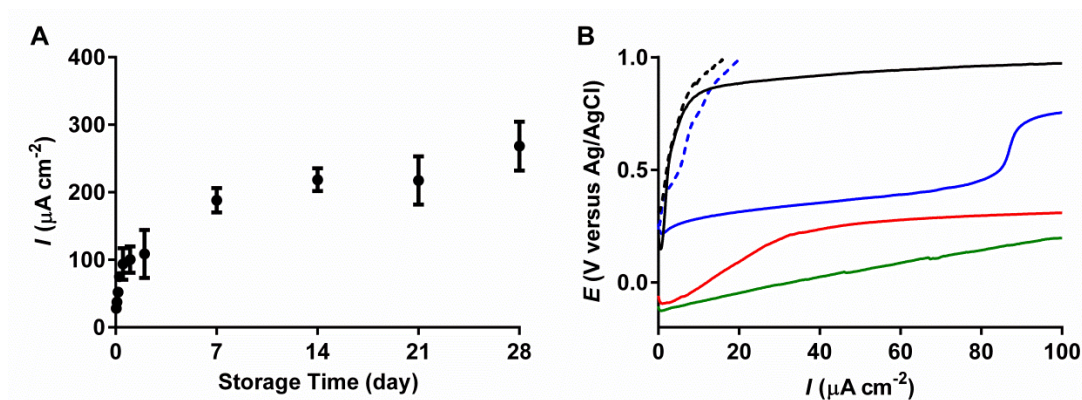 A
400
300
200
100
0
I (µA cm⁻²)
0 7 14 21 28
Storage Time (day)
B
1.0
0.5
0.0
E (V versus Ag/AgCl)
0 20 40 60 80 100
I (µA cm⁻²)